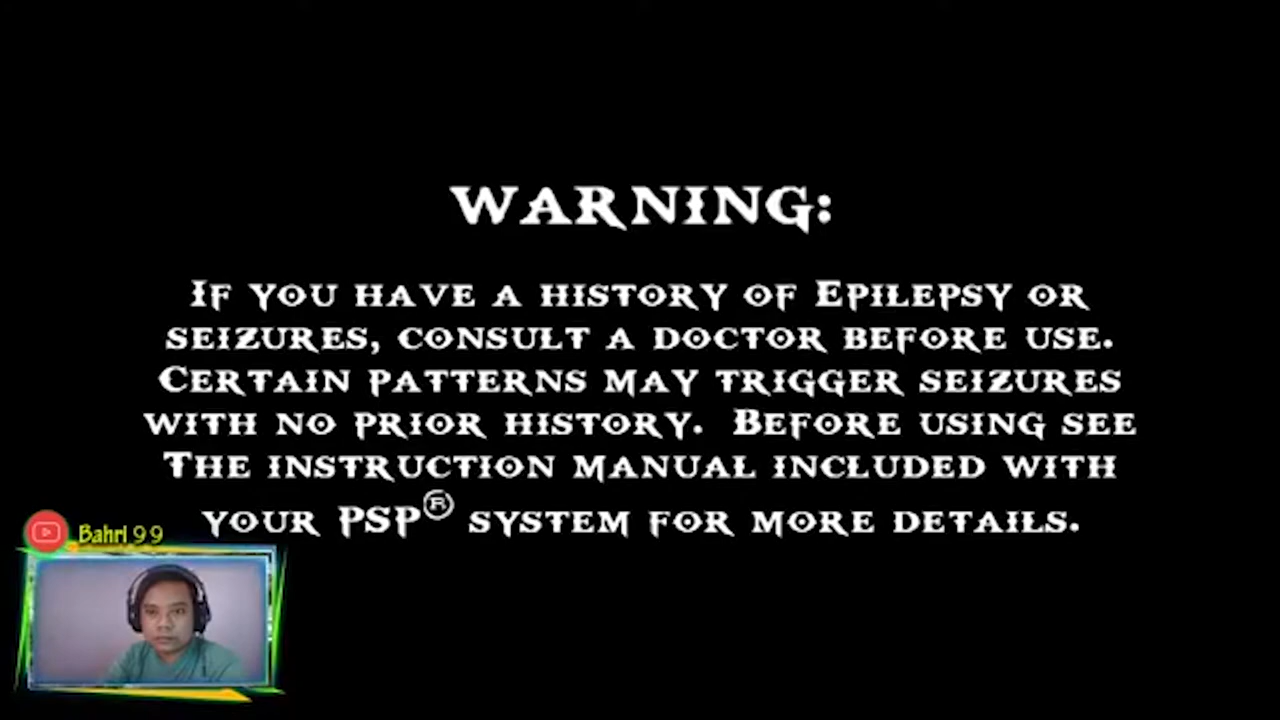 WARNING:
If you have a history of Epilepsy or
seizures, consult a doctor before use.
Certain patterns may trigger seizures
with no prior history. Before using see
The instruction manual included with
your PSP® system for more details.
Bahri 99